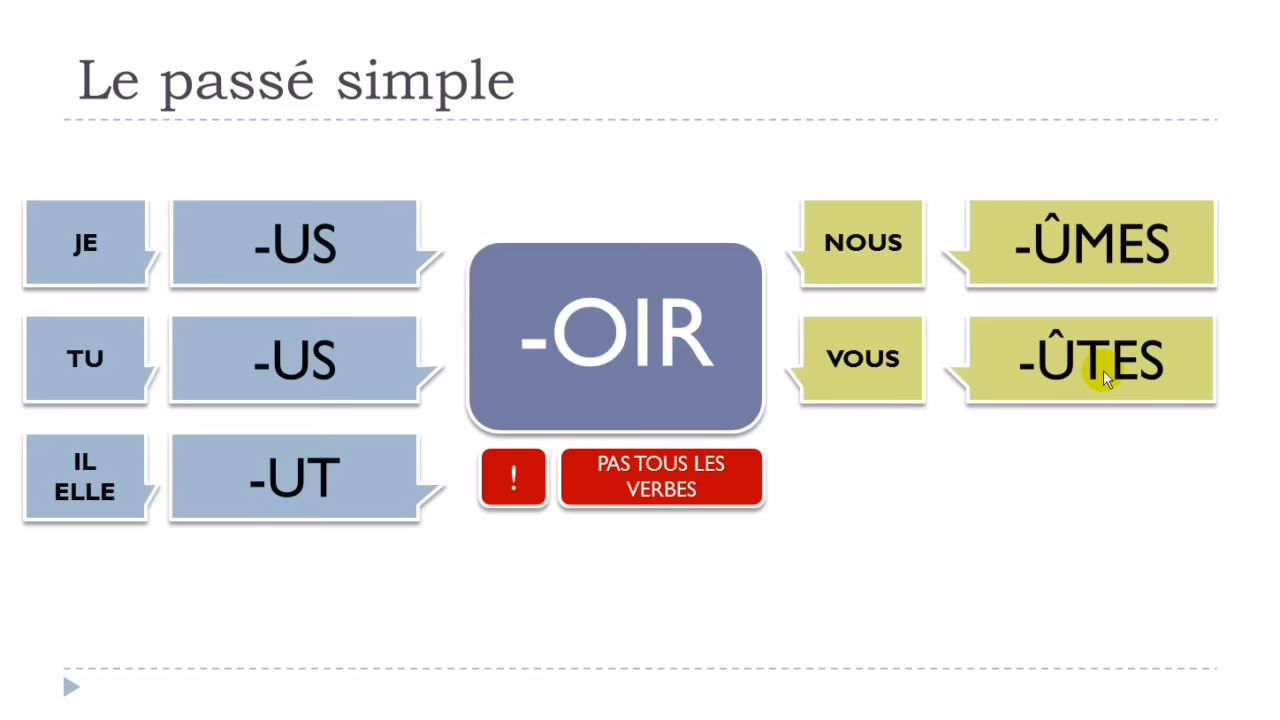 Le passé simple
JE
-US
TU
-US
IL
ELLE
-UT
-OIR
!
PAS TOUS LES
VERBES
NOUS
-ÛMES
VOUS
-ÛTES